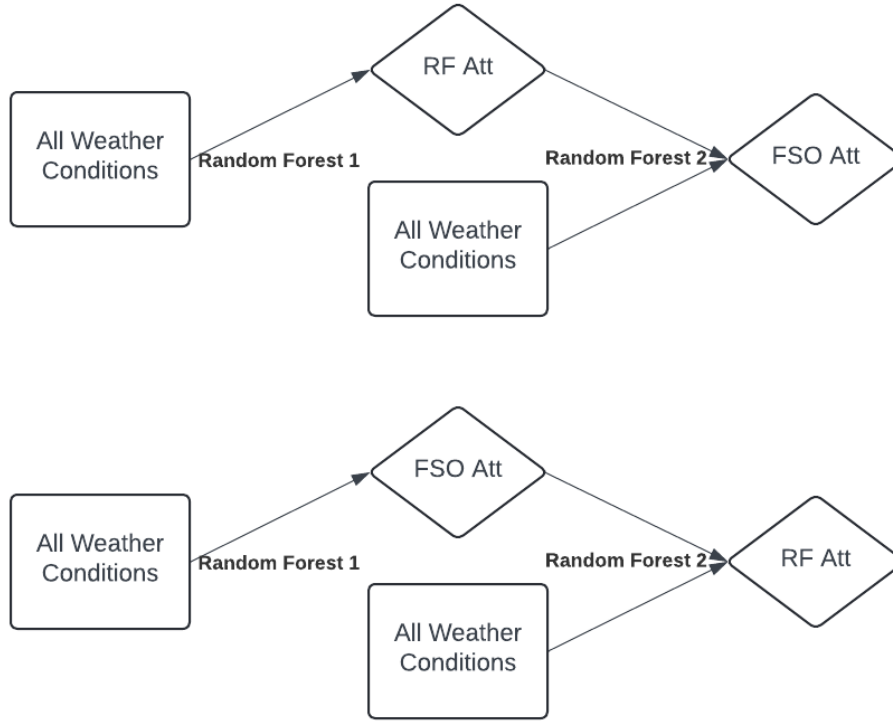 RF Att
All Weather
Conditions
Random Forest 1
Random Forest 2
FSO Att
All Weather
Conditions
FSO Att
All Weather
Conditions
Random Forest 1
Random Forest 2
RF Att
All Weather
Conditions